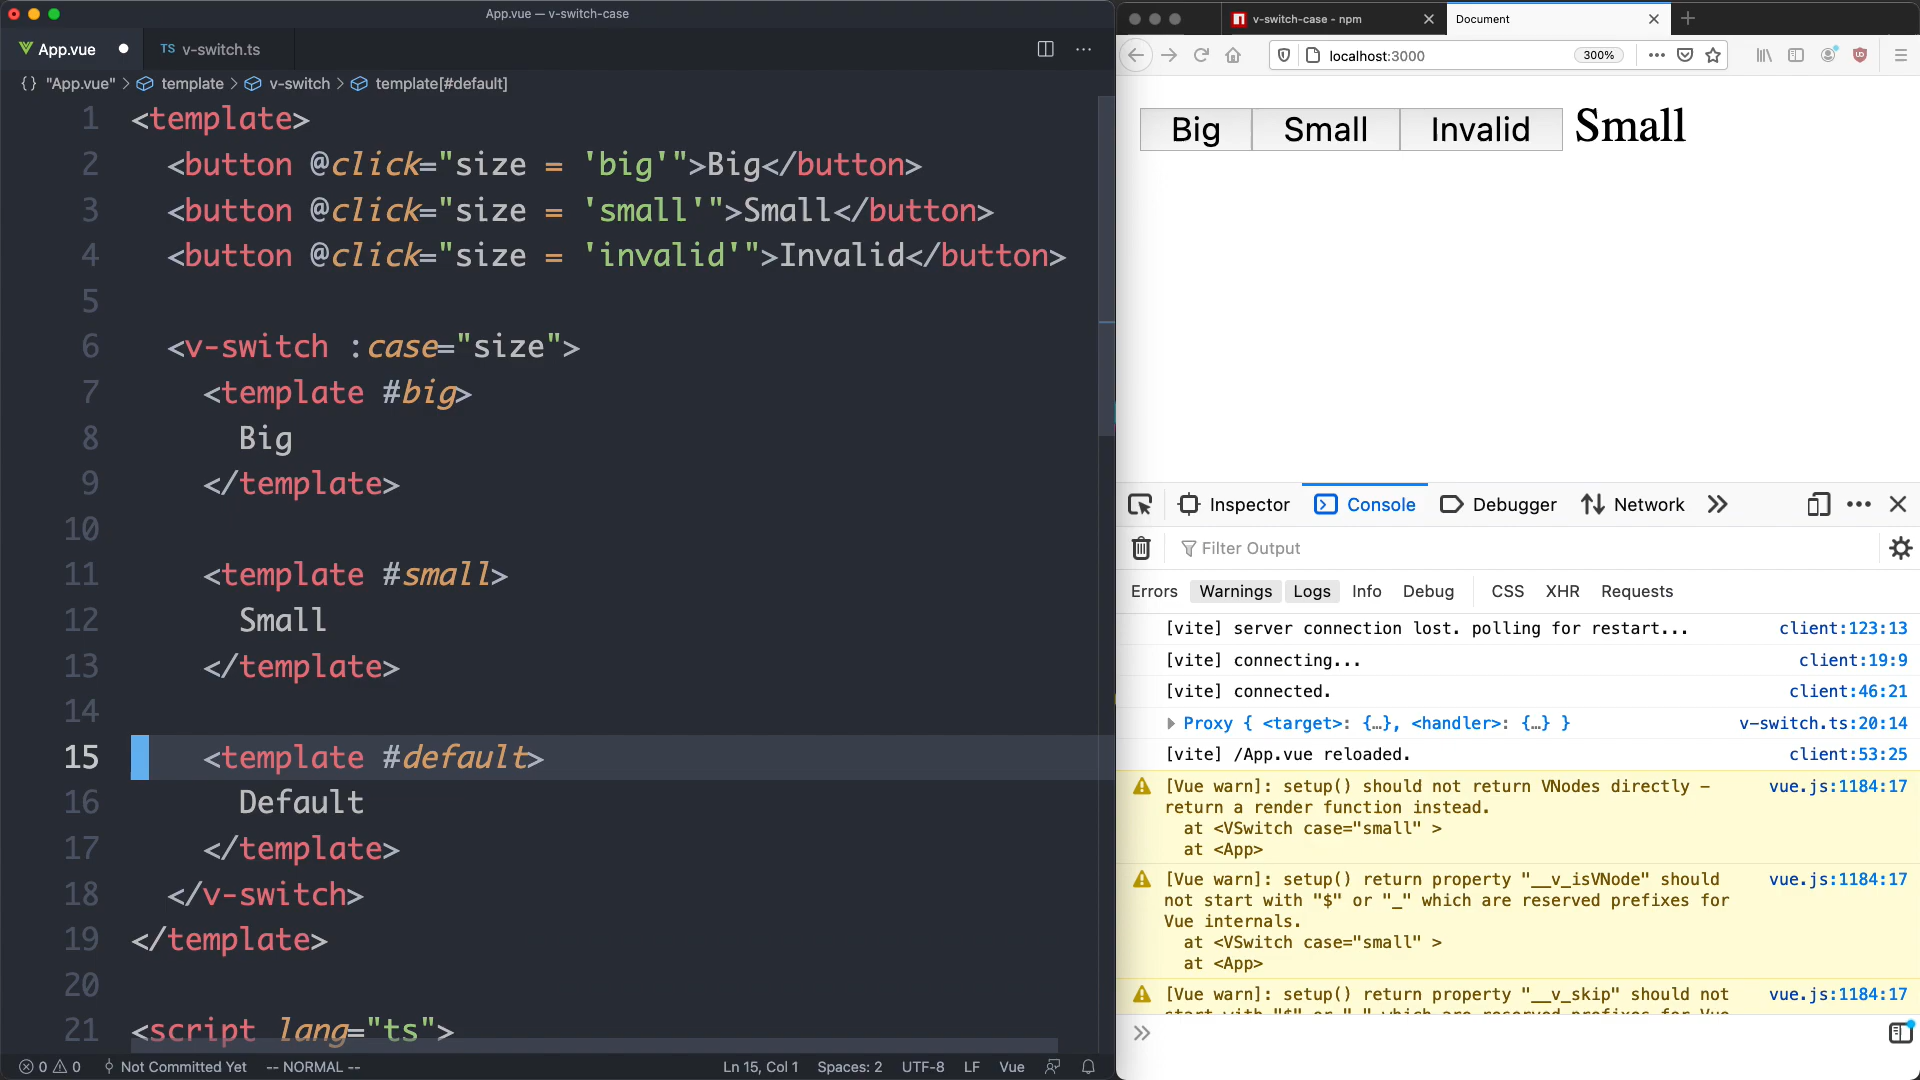 App.vue — v-switch-case
App.vue
TS v-switch.ts
{} "App.vue" > template > v-switch > template[#default]
1 <template>
2 <button @click="size = 'big'">Big</button>
3 <button @click="size = 'small'">Small</button>
4 <button @click="size = 'invalid'">Invalid</button>
5
6 <v-switch :case="size">
7 <template #big>
8 Big
9 </template>
10
11 <template #small>
12 Small
13 </template>
14
15 <template #default>
16 Default
17 </template>
18 </v-switch>
19 </template>
20
21 <script lang="ts">
0 0 Not Committed Yet -- NORMAL -- Ln 15, Col 1 Spaces: 2 UTF-8 LF Vue
v-switch-case - npm
Document
localhost:3000 300%
Big Small Invalid Small
Inspector Console Debugger Network
Filter Output
Errors Warnings Logs Info Debug CSS XHR Requests
[vite] server connection lost. polling for restart... client:123:13
[vite] connecting... client:19:9
[vite] connected. client:46:21
Proxy { <target>: {…}, <handler>: {…} } v-switch.ts:20:14
[vite] /App.vue reloaded. client:53:25
[Vue warn]: setup() should not return VNodes directly – vue.js:1184:17
return a render function instead.
at <VSwitch case="small" >
at <App>
[Vue warn]: setup() return property "__v_isVNode" should vue.js:1184:17
not start with "$" or "_" which are reserved prefixes for
Vue internals.
at <VSwitch case="small" >
at <App>
[Vue warn]: setup() return property "__v_skip" should not vue.js:1184:17
start with "$" or "_" which are reserved prefixes for Vue